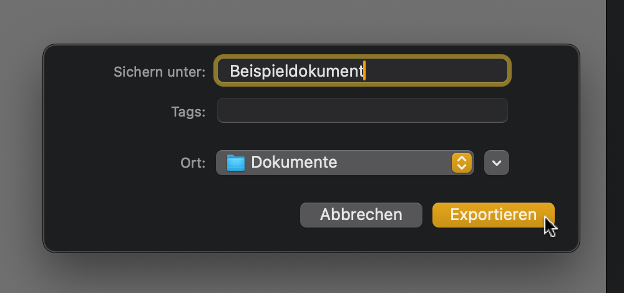 Sichern unter: Beispieldokument
Tags:
Ort: Dokumente
Abbrechen Exportieren